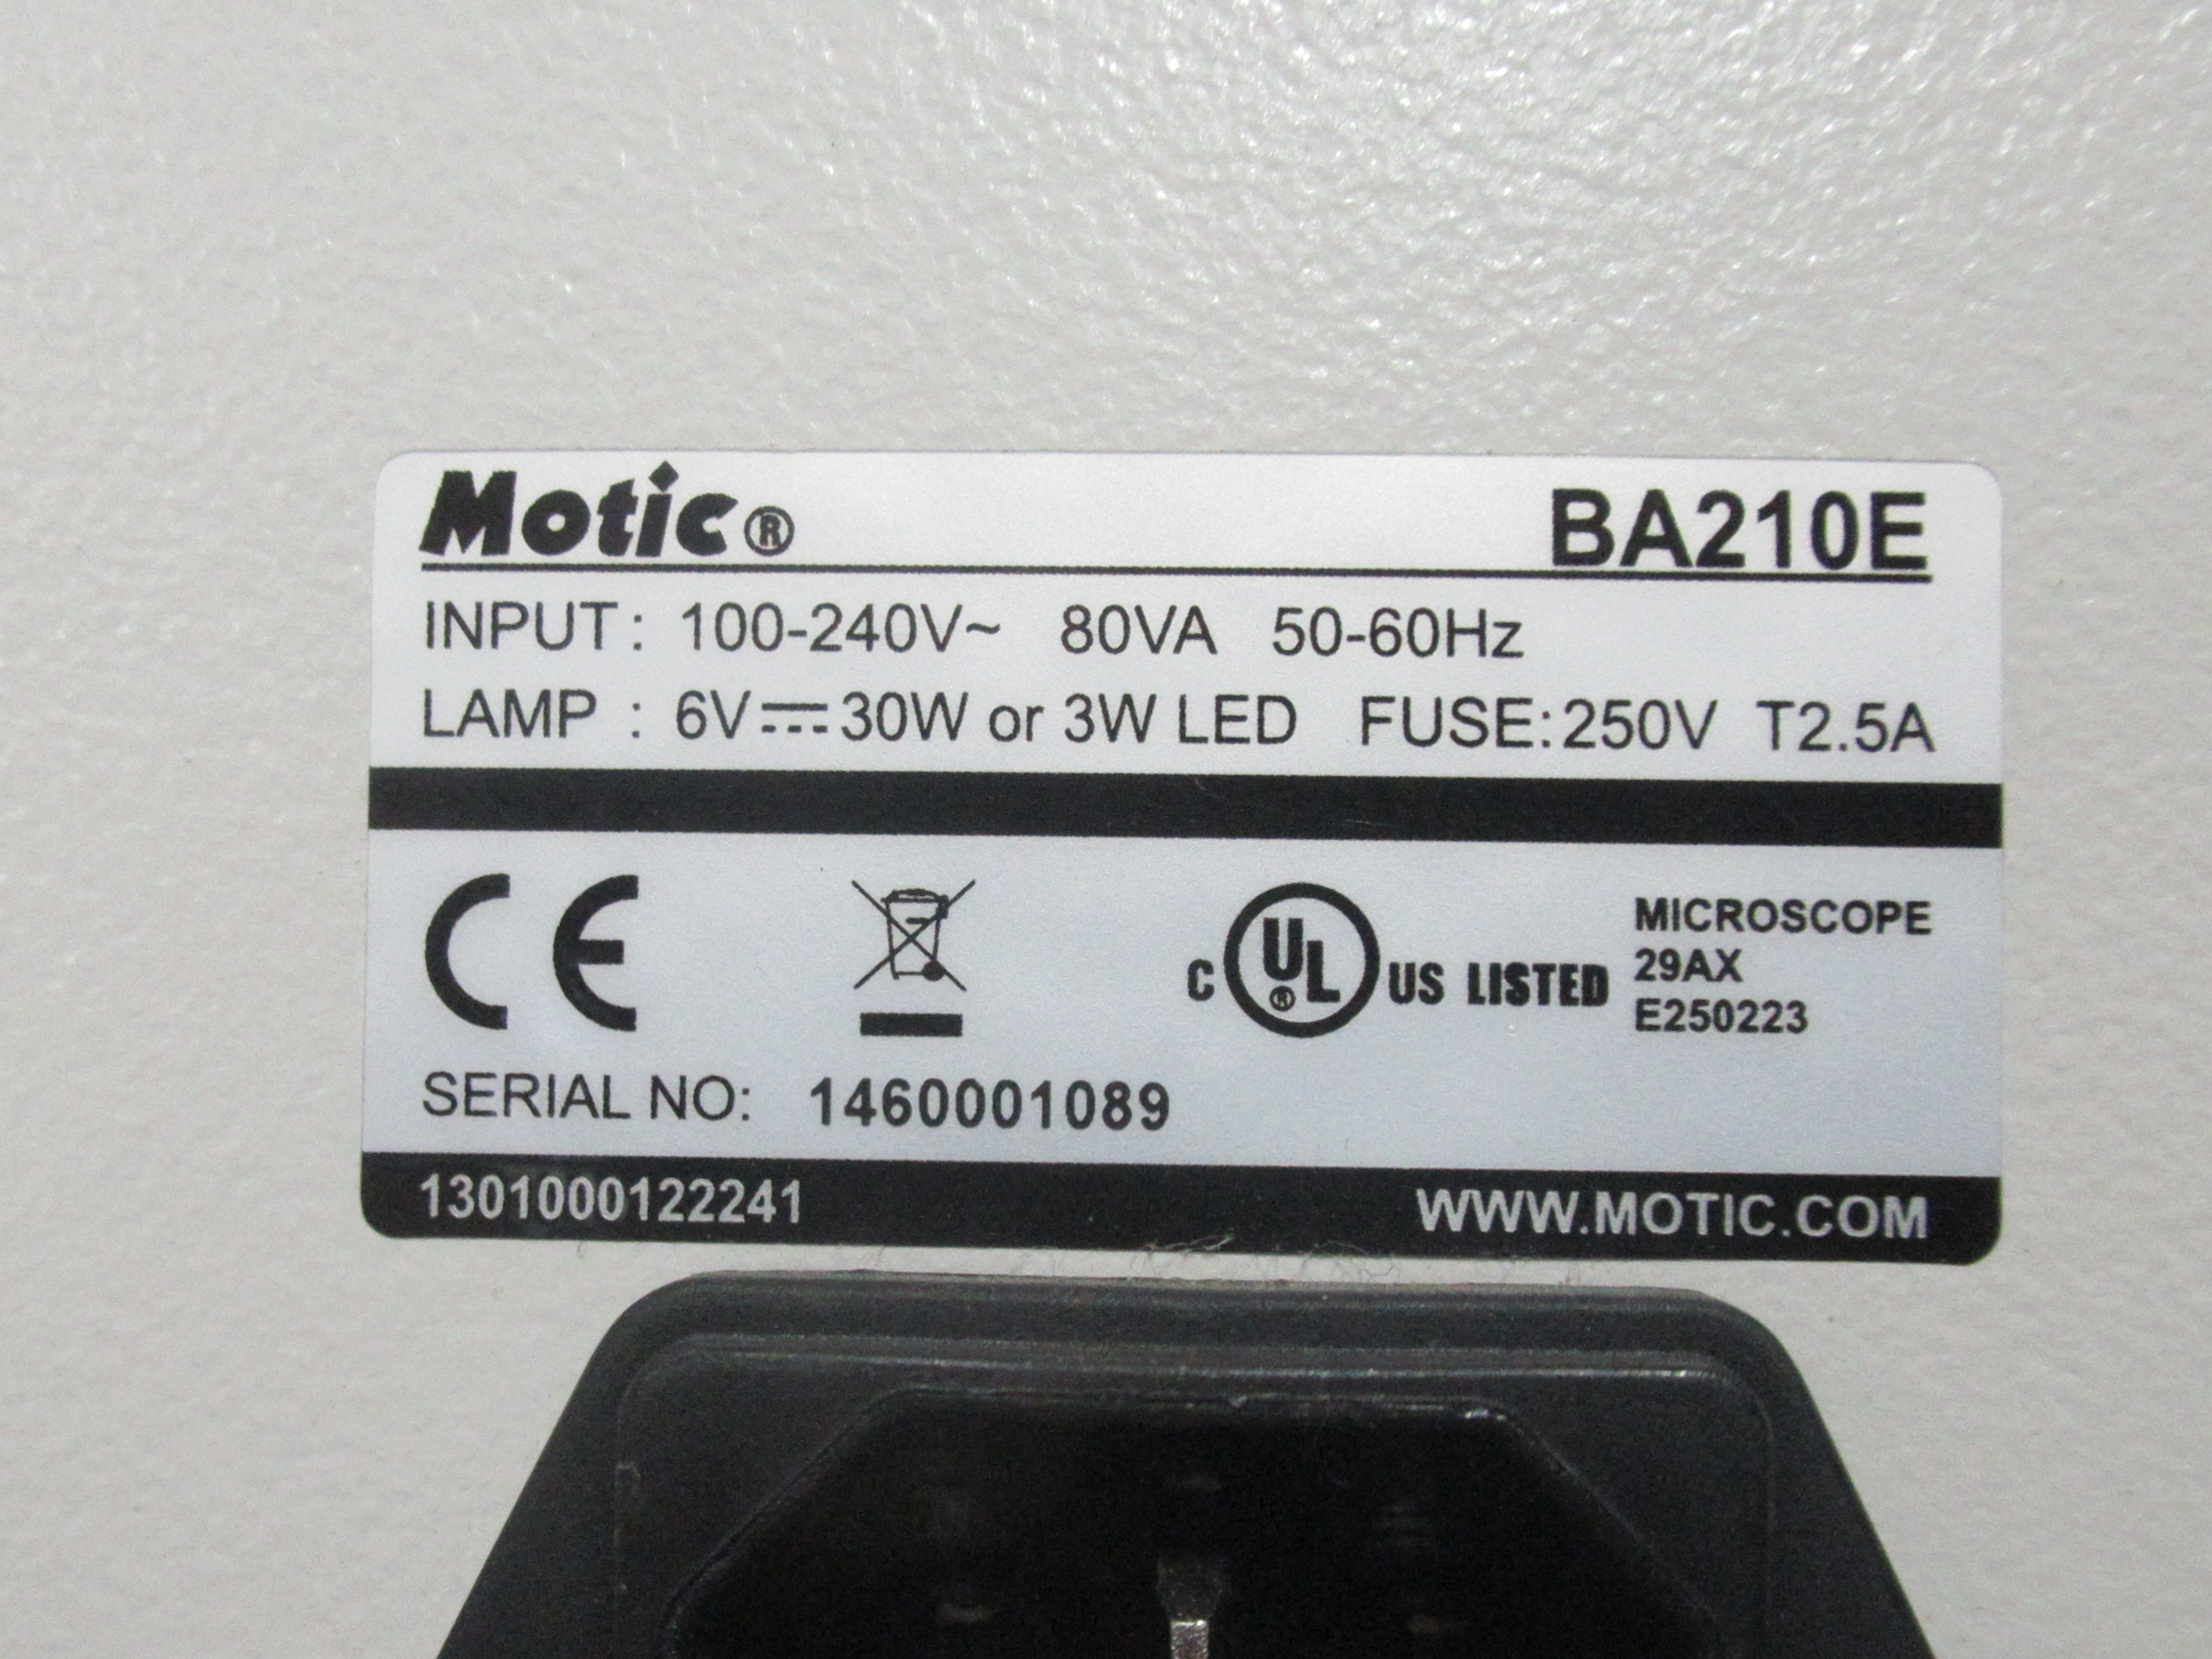 Motic® BA210E
INPUT: 100-240V~ 80VA 50-60Hz
LAMP : 6V⎓30W or 3W LED FUSE:250V T2.5A
CE
C UL® US LISTED
MICROSCOPE
29AX
E250223
SERIAL NO: 1460001089
1301000122241 WWW.MOTIC.COM